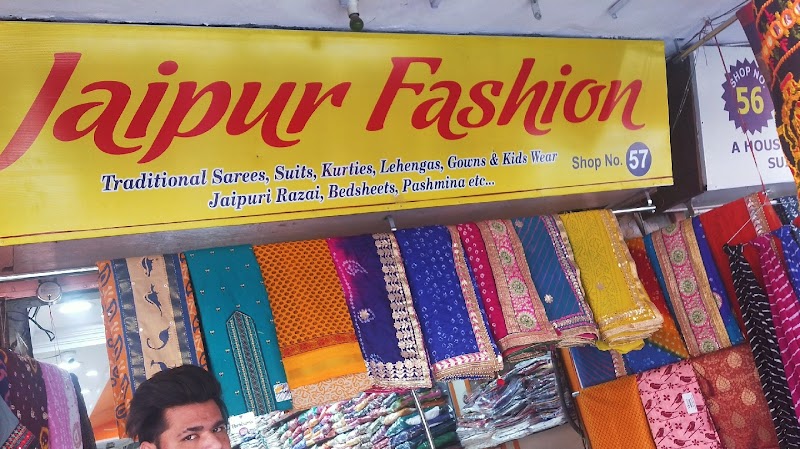 Jaipur Fashion
Traditional Sarees, Suits, Kurties, Lehengas, Gowns & Kids Wear
Jaipuri Razai, Bedsheets, Pashmina etc...
Shop No. 57
SHOP NO.
56
A HOUS
SU